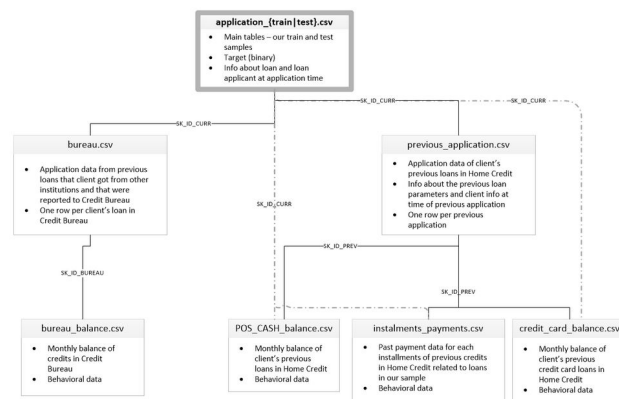 application_{train|test}.csv
• Main tables – our train and test
samples
• Target (binary)
• Info about loan and loan
applicant at application time
SK_ID_CURR
SK_ID_CURR
SK_ID_CURR
bureau.csv
• Application data from previous
loans that client got from other
institutions and that were
reported to Credit Bureau
• One row per client's loan in
Credit Bureau
previous_application.csv
• Application data of client's
previous loans in Home Credit
• Info about the previous loan
parameters and client info at
time of previous application
• One row per previous
application
SK_ID_CURR
SK_ID_PREV
SK_ID_BUREAU
SK_ID_PREV
bureau_balance.csv
• Monthly balance of
credits in Credit
Bureau
• Behavioral data
POS_CASH_balance.csv
• Monthly balance of
client's previous
loans in Home Credit
• Behavioral data
instalments_payments.csv
• Past payment data for each
installments of previous credits
in Home Credit related to loans
in our sample
• Behavioral data
credit_card_balance.csv
• Monthly balance of
client's previous
credit card loans in
Home Credit
• Behavioral data